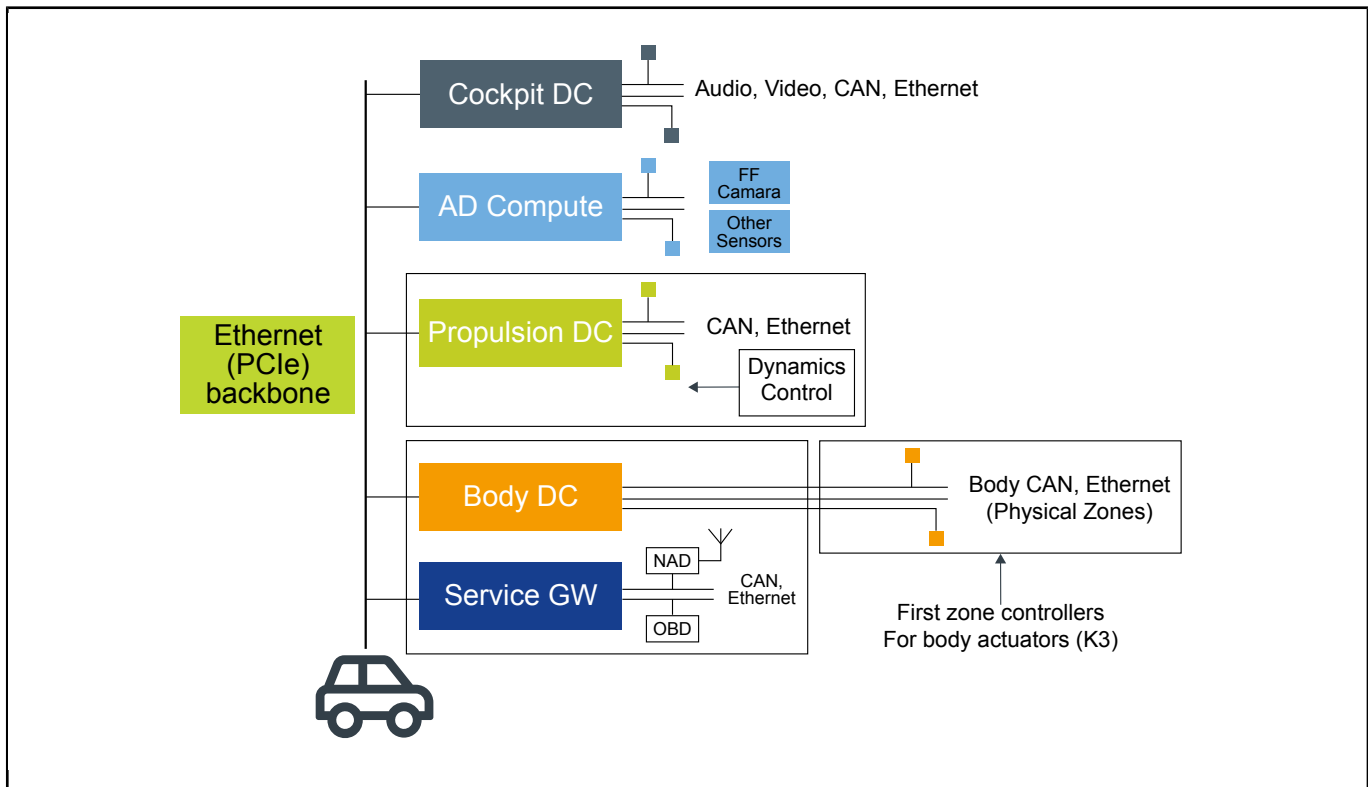 Cockpit DC
Audio, Video, CAN, Ethernet
AD Compute
FF
Camara
Other
Sensors
Ethernet
(PCIe)
backbone
Propulsion DC
CAN, Ethernet
Dynamics
Control
Body DC
Body CAN, Ethernet
(Physical Zones)
Service GW
NAD
OBD
CAN,
Ethernet
First zone controllers
For body actuators (K3)